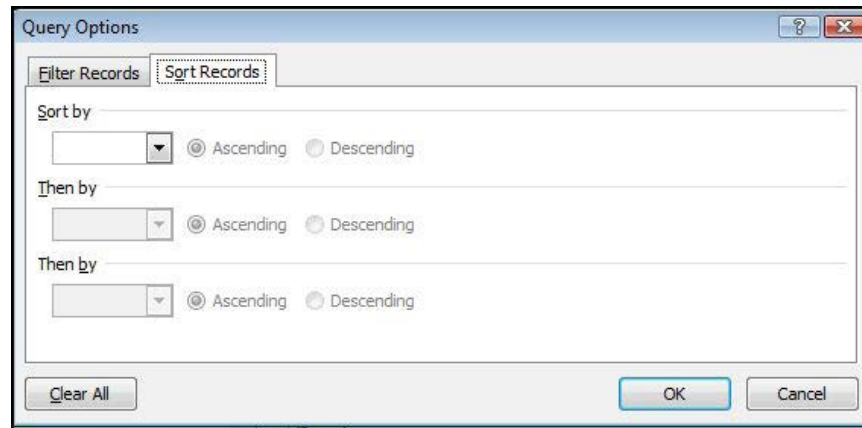 Query Options
Filter Records Sort Records
Sort by
Ascending Descending
Then by
Ascending Descending
Then by
Ascending Descending
Clear All OK Cancel